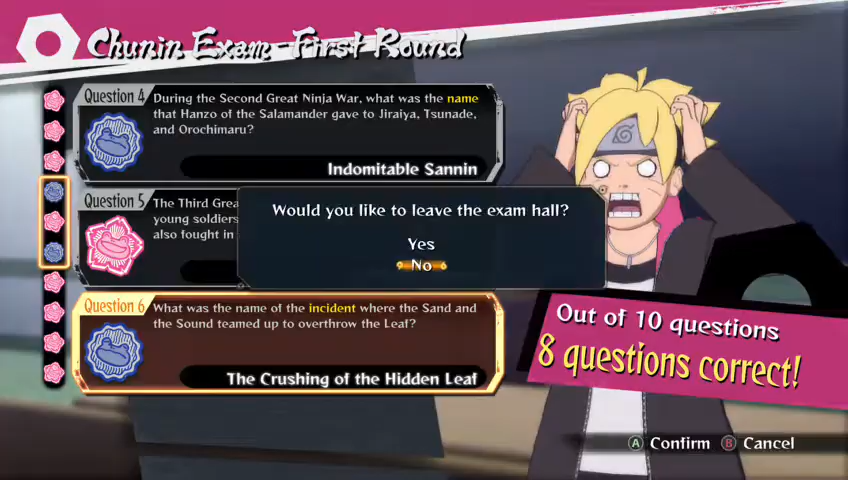 Chunin Exam - First Round
Question 4
During the Second Great Ninja War, what was the name
that Hanzo of the Salamander gave to Jiraiya, Tsunade,
and Orochimaru?
Indomitable Sannin
Question 5
The Third Grea
young soldiers
also fought in
Would you like to leave the exam hall?
Yes
No
Question 6
What was the name of the incident where the Sand and
the Sound teamed up to overthrow the Leaf?
The Crushing of the Hidden Leaf
Out of 10 questions
8 questions correct!
A Confirm B Cancel